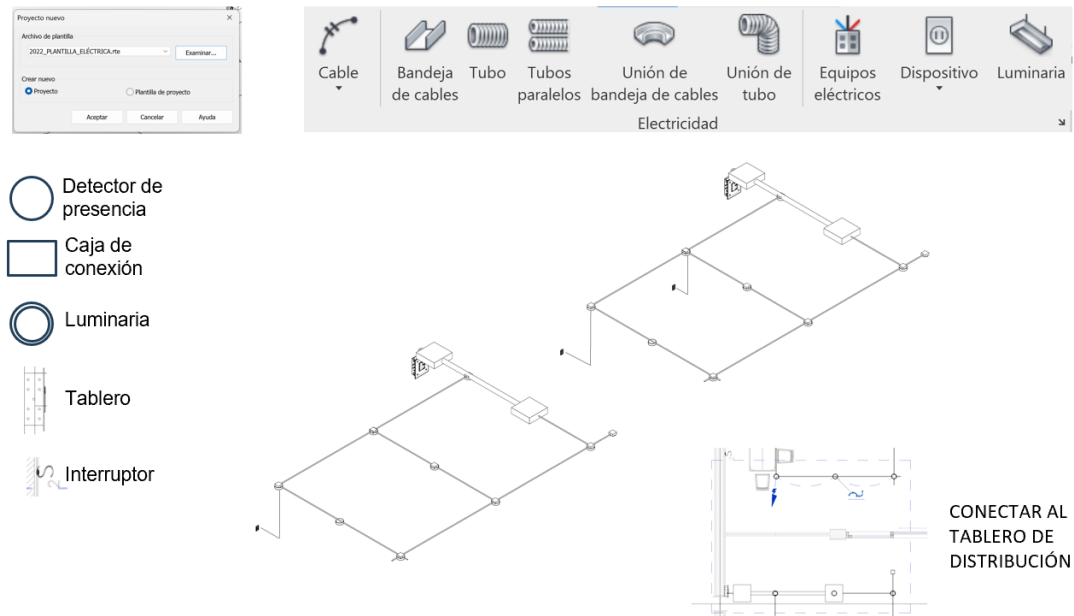 Proyecto nuevo
Archivo de plantilla
2022_PLANTILLA_ELÉCTRICA.rte
Examinar...
Crear nuevo
Proyecto
Plantilla de proyecto
Aceptar
Cancelar
Ayuda
Cable
Bandeja
de cables
Tubo
Tubos
paralelos
Unión de
bandeja de cables
Unión de
tubo
Equipos
eléctricos
Dispositivo
Luminaria
Electricidad
Detector de
presencia
Caja de
conexión
Luminaria
Tablero
Interruptor
CONECTAR AL
TABLERO DE
DISTRIBUCIÓN